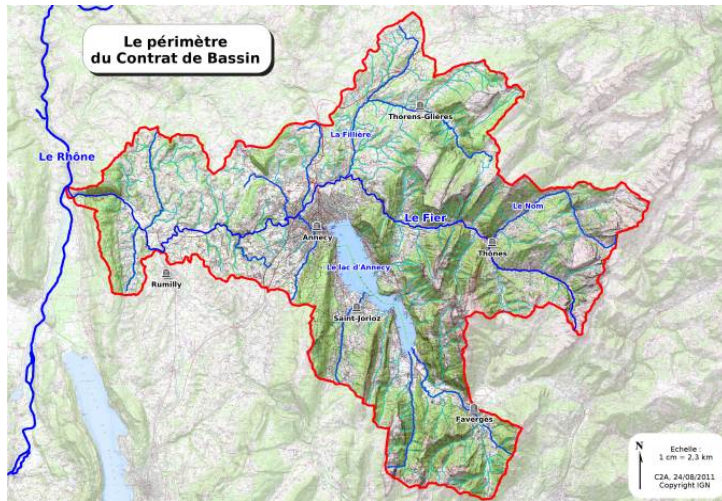 Le périmètre
du Contrat de Bassin
Thorens-Glières
La Fillière
Le Rhône
Le Nom
Le Fier
Annecy
Thônes
Le lac d'Annecy
Rumilly
Saint-Jorioz
Faverges
N
Echelle :
1 cm = 2,3 km
C2A, 24/08/2011
Copyright IGN